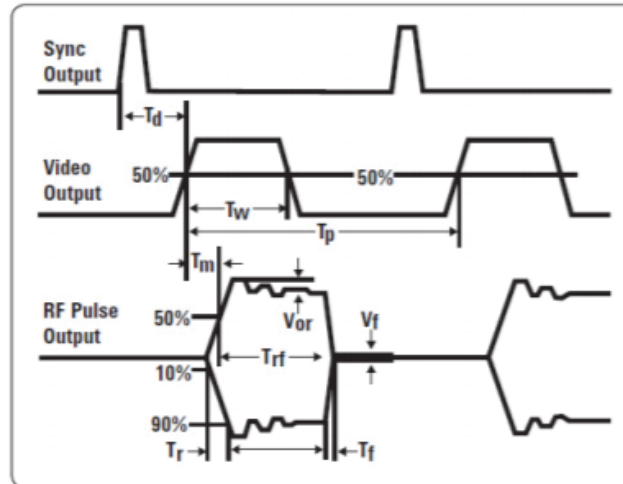 Sync
Output
Td
Video
Output
50%
50%
Tw
Tp
Tm
RF Pulse
Output
50%
Vor
Vf
Trf
10%
90%
Tr
Tf